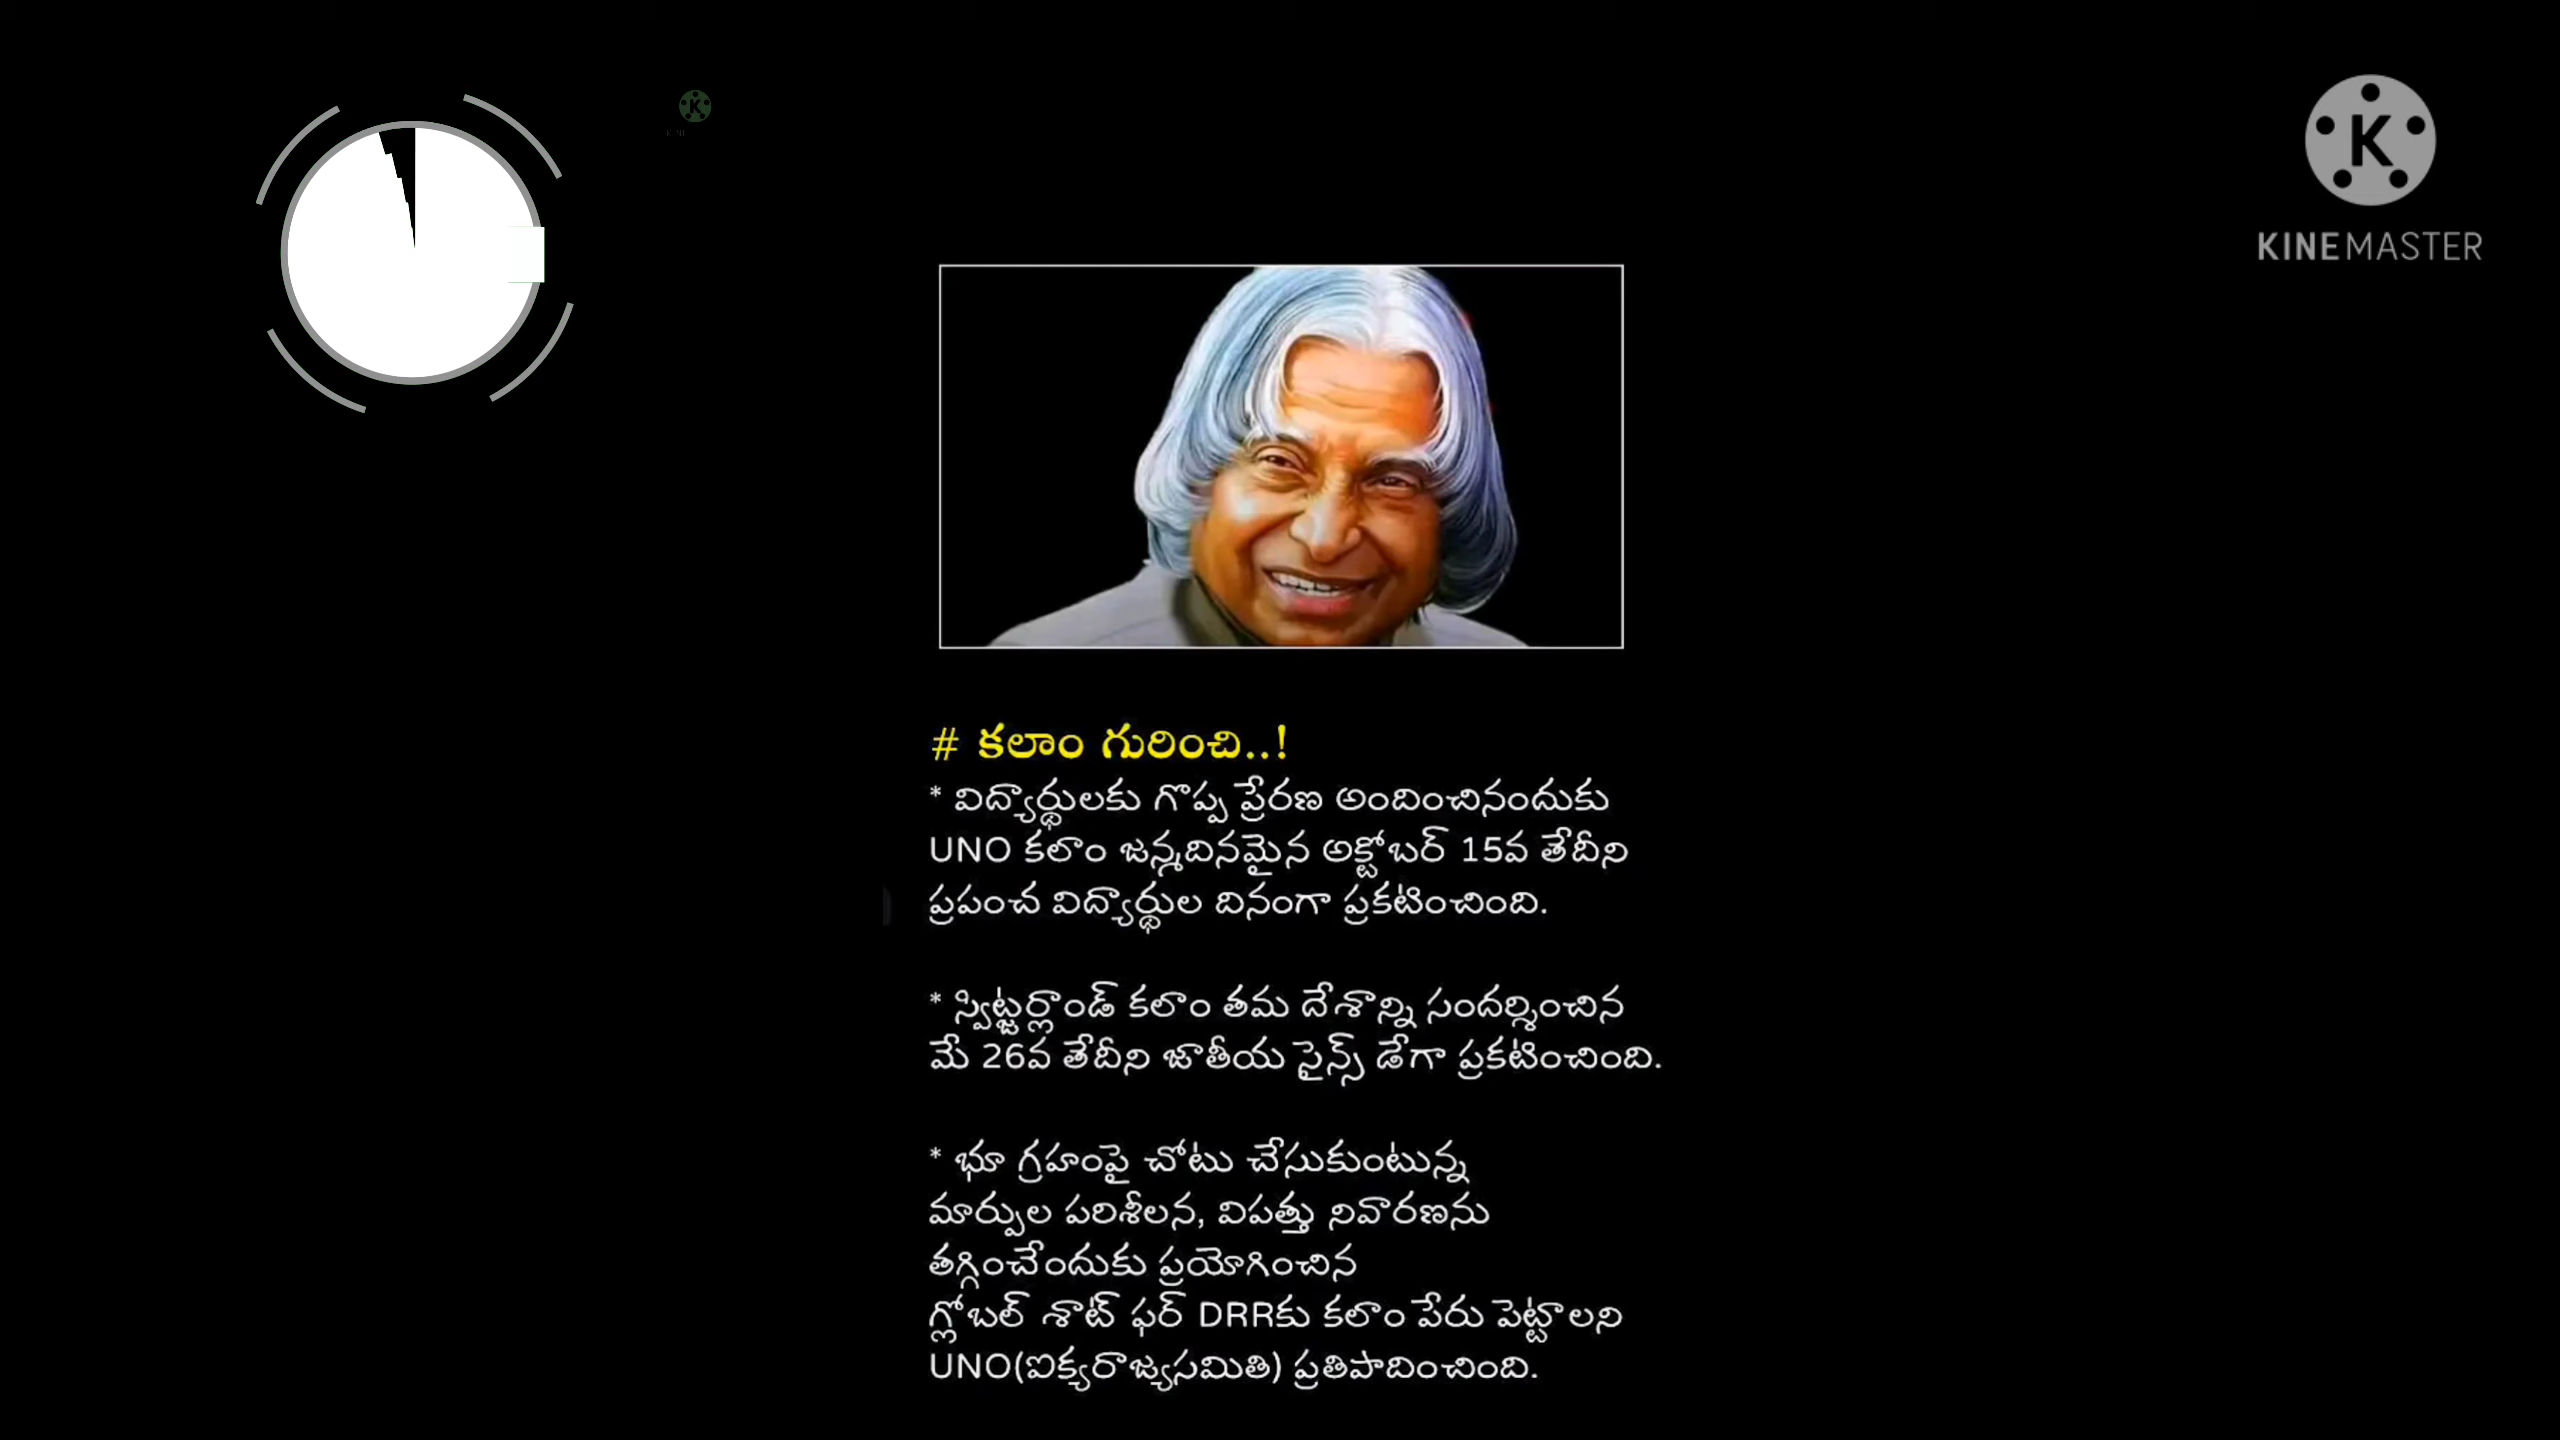 K
KINEMASTER
# కలాం గురించి..!
* విద్యార్థులకు గొప్ప ప్రేరణ అందించినందుకు
UNO కలాం జన్మదినమైన అక్టోబర్ 15వ తేదీని
ప్రపంచ విద్యార్థుల దినంగా ప్రకటించింది.
* స్విట్జర్లాండ్ కలాం తమ దేశాన్ని సందర్శించిన
మే 26వ తేదీని జాతీయ సైన్స్ డేగా ప్రకటించింది.
* భూ గ్రహంపై చోటు చేసుకుంటున్న
మార్పుల పరిశీలన, విపత్తు నివారణను
తగ్గించేందుకు ప్రయోగించిన
గ్లోబల్ శాట్ ఫర్ DRRకు కలాం పేరు పెట్టాలని
UNO(ఐక్యరాజ్యసమితి) ప్రతిపాదించింది.